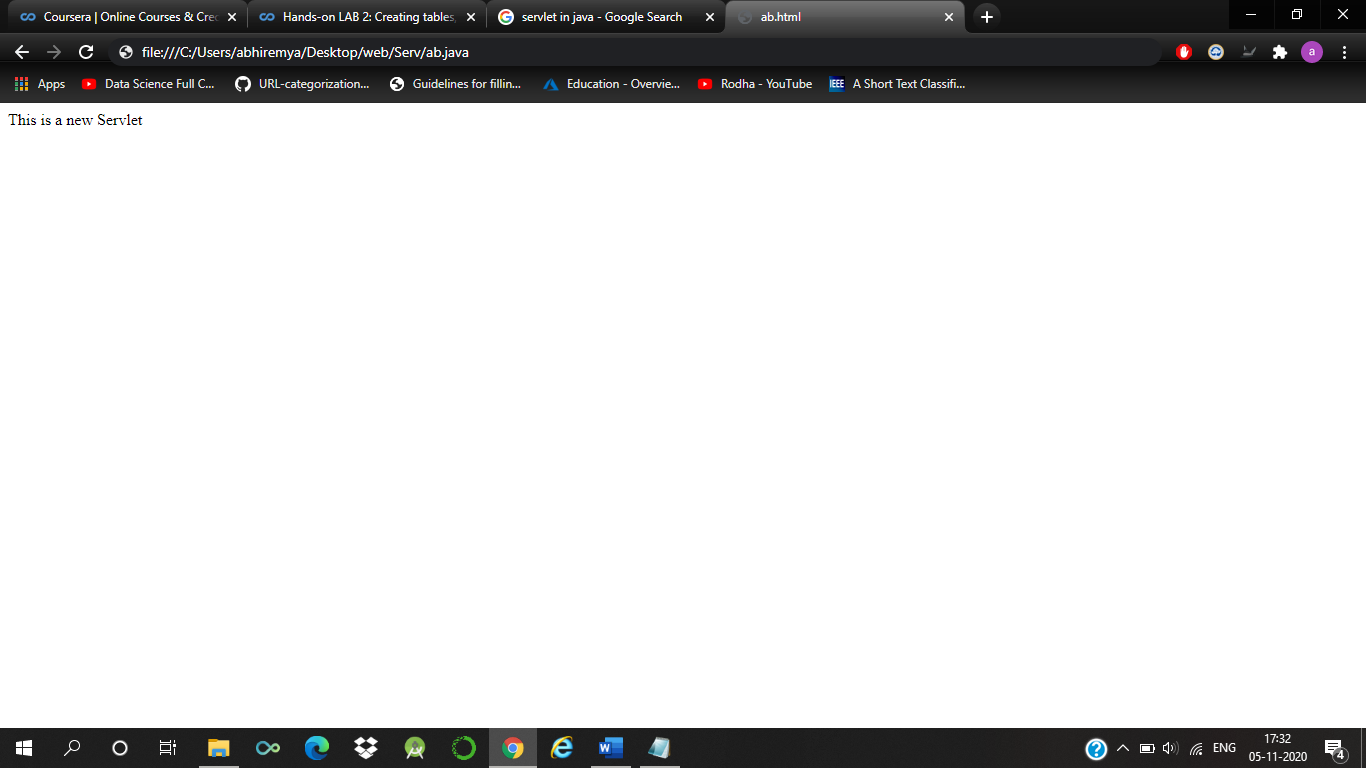 Coursera | Online Courses & Cre
Hands-on LAB 2: Creating tables,
servlet in java - Google Search
ab.html
file:///C:/Users/abhiremya/Desktop/web/Serv/ab.java
a
Apps
Data Science Full C...
URL-categorization...
Guidelines for fillin...
Education - Overvie...
Rodha - YouTube
IEEE
A Short Text Classifi...
This is a new Servlet
ENG
17:32
05-11-2020
4